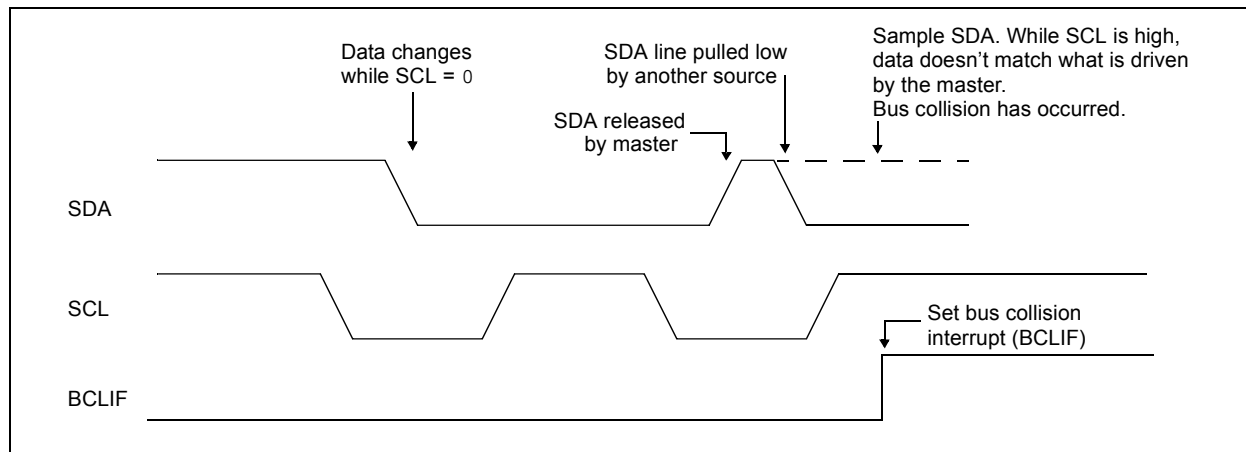 Data changes
while SCL = 0
SDA line pulled low
by another source
Sample SDA. While SCL is high,
data doesn’t match what is driven
by the master.
Bus collision has occurred.
SDA released
by master
SDA
SCL
Set bus collision
interrupt (BCLIF)
BCLIF